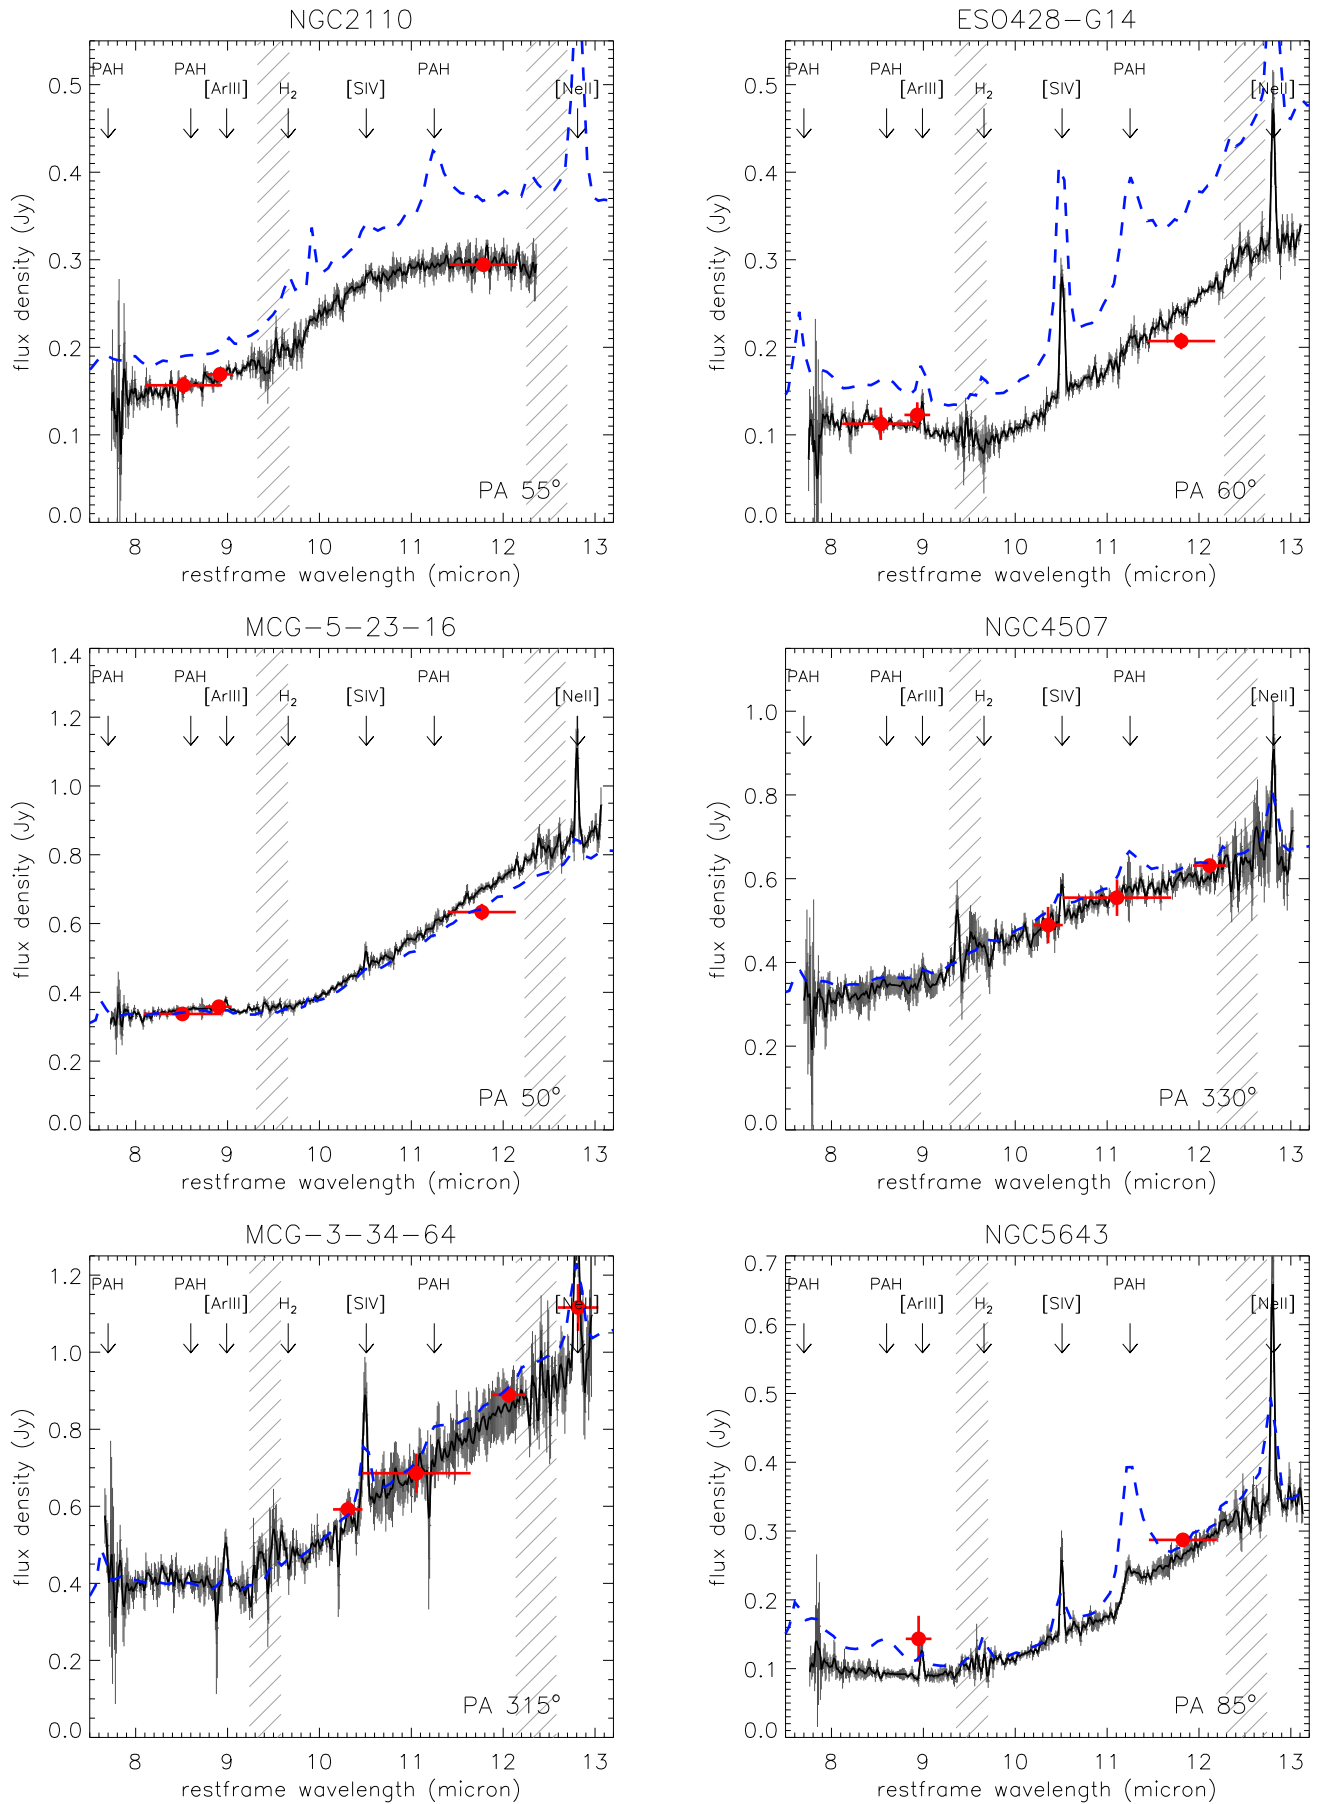 NGC2110
PAH PAH PAH
[ArIII] H2 [SIV] [NeII]
0.5
0.4
0.3
0.2
0.1
0.0
flux density (Jy)
PA 55°
8 9 10 11 12 13
restframe wavelength (micron)
ESO428-G14
PAH PAH PAH
[ArIII] H2 [SIV] [NeII]
0.5
0.4
0.3
0.2
0.1
0.0
flux density (Jy)
PA 60°
8 9 10 11 12 13
restframe wavelength (micron)
MCG-5-23-16
1.4
PAH PAH PAH
[ArIII] H2 [SIV] [NeII]
1.2
1.0
0.8
0.6
0.4
0.2
0.0
flux density (Jy)
PA 50°
8 9 10 11 12 13
restframe wavelength (micron)
NGC4507
PAH PAH PAH
[ArIII] H2 [SIV] [NeII]
1.0
0.8
0.6
0.4
0.2
0.0
flux density (Jy)
PA 330°
8 9 10 11 12 13
restframe wavelength (micron)
MCG-3-34-64
PAH PAH PAH
[ArIII] H2 [SIV] [NeII]
1.2
1.0
0.8
0.6
0.4
0.2
0.0
flux density (Jy)
PA 315°
8 9 10 11 12 13
restframe wavelength (micron)
NGC5643
0.7
PAH PAH PAH
[ArIII] H2 [SIV] [NeII]
0.6
0.5
0.4
0.3
0.2
0.1
0.0
flux density (Jy)
PA 85°
8 9 10 11 12 13
restframe wavelength (micron)